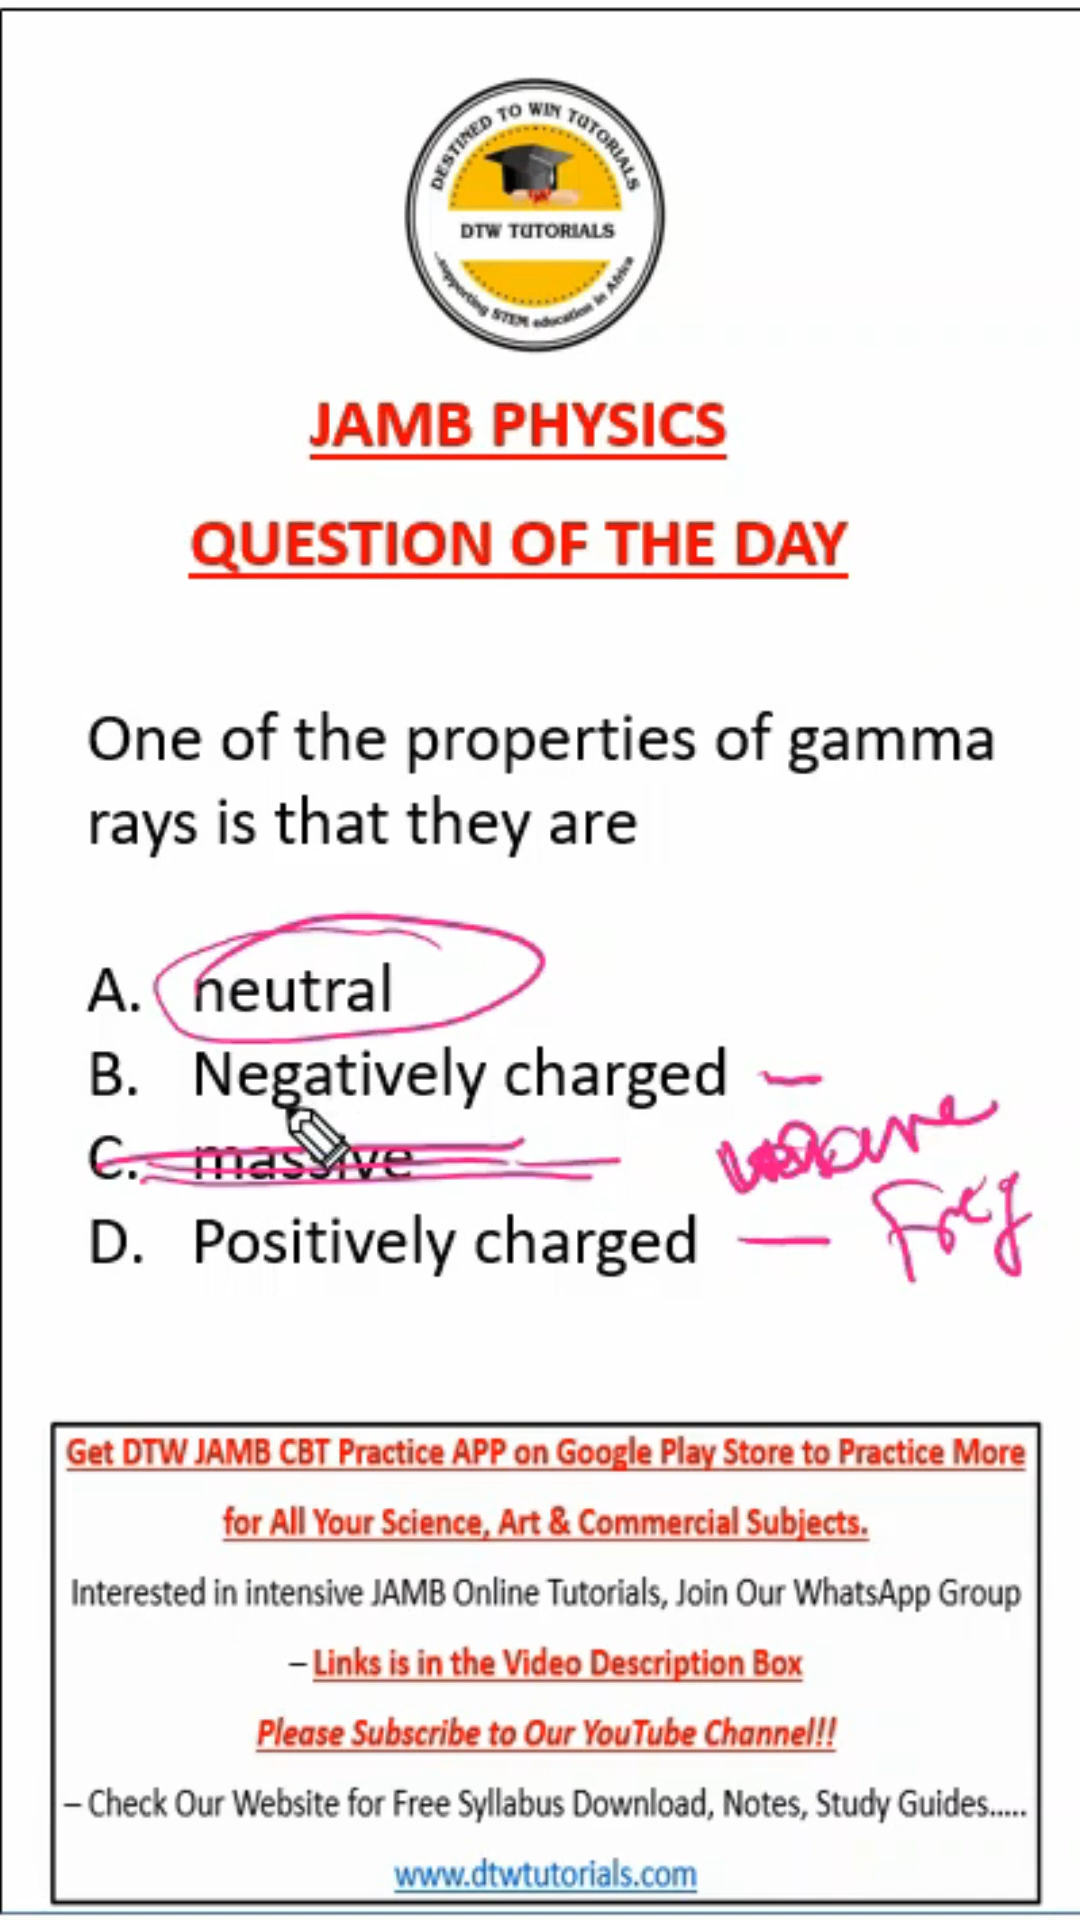 DESTINED TO WIN TUTORIALS
DTW TUTORIALS
...supporting STEM education in Africa
JAMB PHYSICS
QUESTION OF THE DAY
One of the properties of gamma
rays is that they are
A. neutral
B. Negatively charged
C. massive
D. Positively charged
Get DTW JAMB CBT Practice APP on Google Play Store to Practice More
for All Your Science, Art & Commercial Subjects.
Interested in intensive JAMB Online Tutorials, Join Our WhatsApp Group
– Links is in the Video Description Box
Please Subscribe to Our YouTube Channel!!
– Check Our Website for Free Syllabus Download, Notes, Study Guides.....
www.dtwtutorials.com